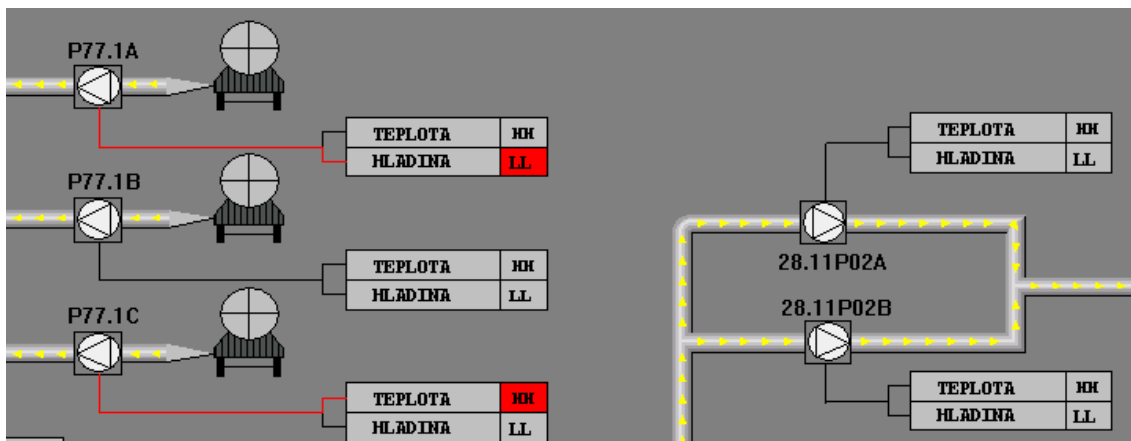 P77.1A
TEPLOTA HH
HLADINA LL
P77.1B
TEPLOTA HH
HLADINA LL
P77.1C
TEPLOTA HH
HLADINA LL
TEPLOTA HH
HLADINA LL
28.11P02A
28.11P02B
TEPLOTA HH
HLADINA LL